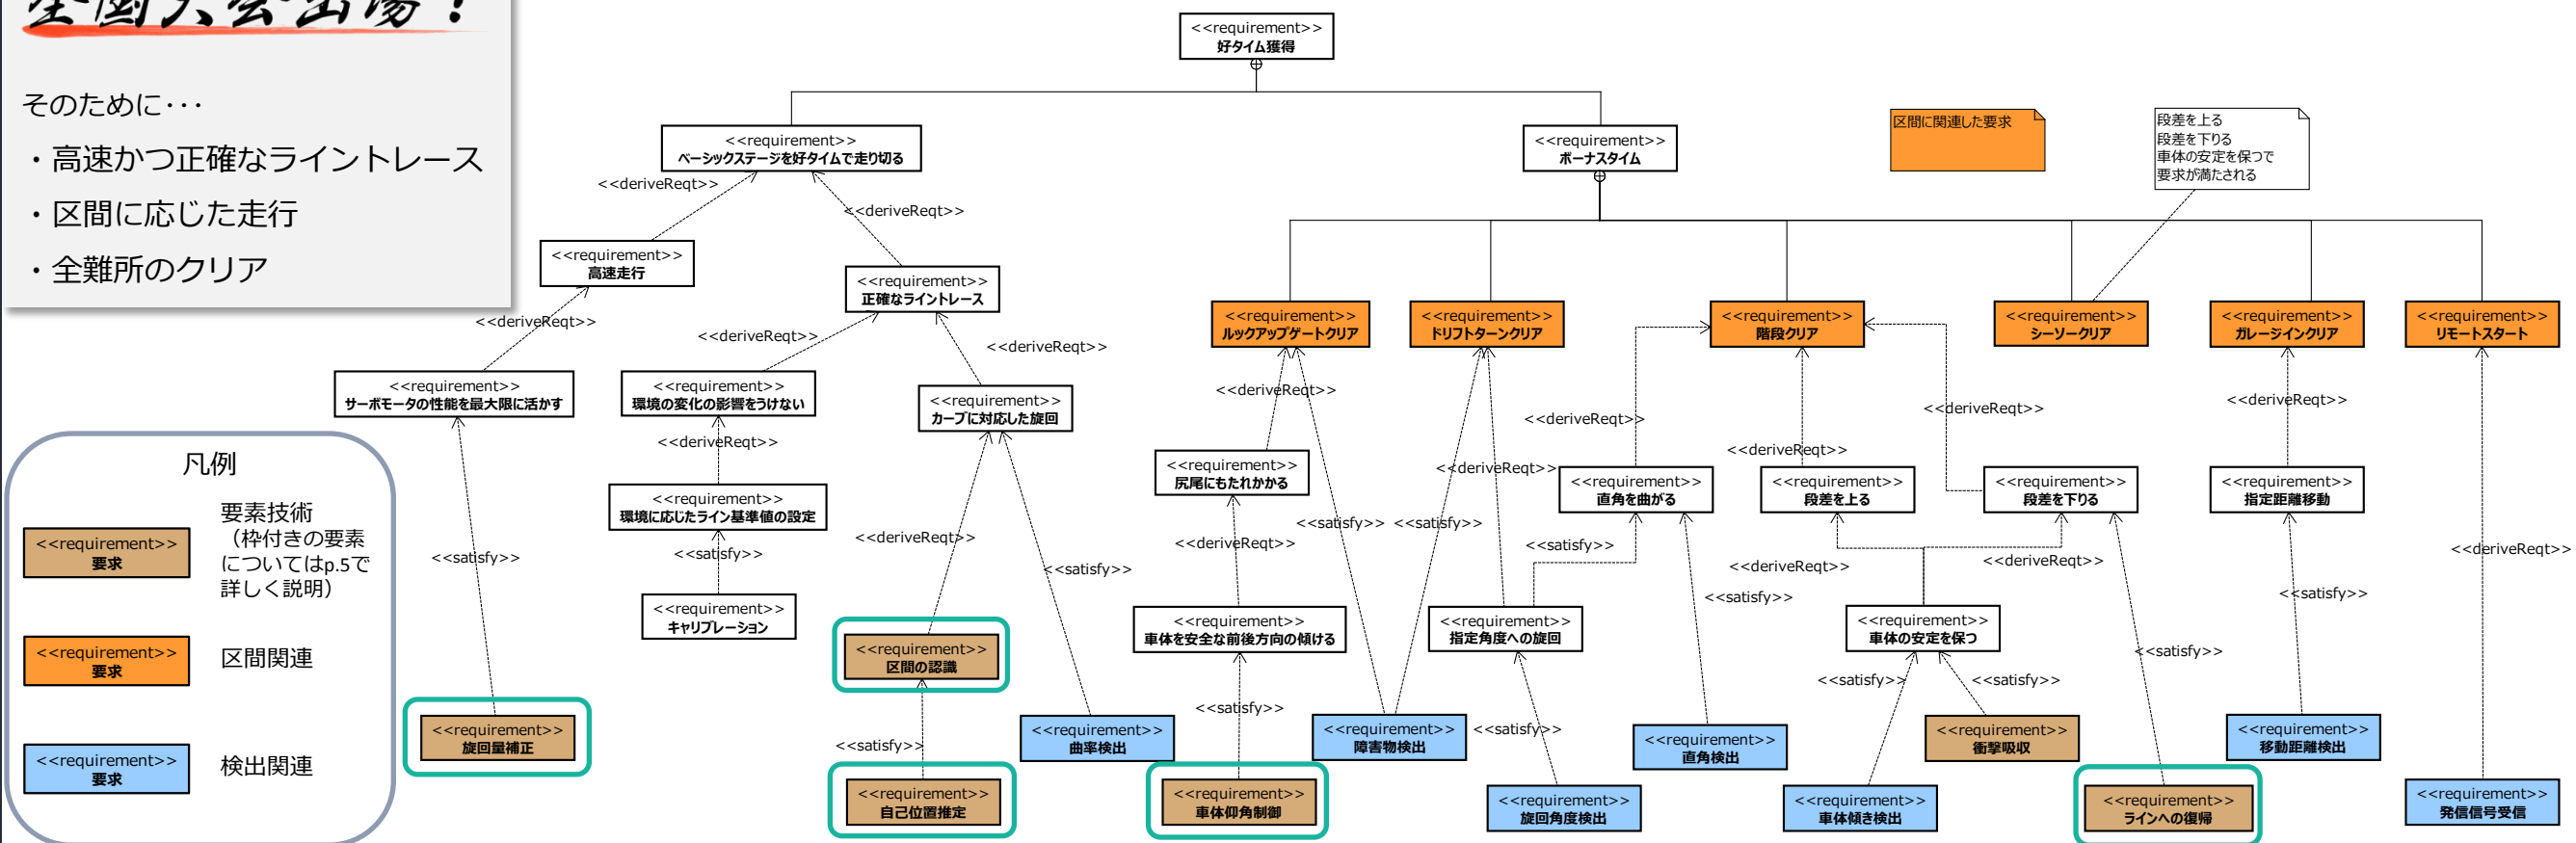 全国大会出場！
そのために･･･
・高速かつ正確なライントレース
・区間に応じた走行
・全難所のクリア
<<requirement>>
好タイム獲得
<<requirement>>
ベーシックステージを好タイムで走り切る
<<requirement>>
ボーナスタイム
区間に関連した要求
段差を上る
段差を下りる
車体の安定を保つで
要求が満たされる
<<deriveReqt>>
<<deriveReqt>>
<<requirement>>
高速走行
<<requirement>>
正確なライントレース
<<requirement>>
ルックアップゲートクリア
<<requirement>>
ドリフトターンクリア
<<requirement>>
階段クリア
<<requirement>>
シーソークリア
<<requirement>>
ガレージインクリア
<<requirement>>
リモートスタート
<<deriveReqt>>
<<deriveReqt>>
<<deriveReqt>>
<<requirement>>
サーボモータの性能を最大限に活かす
<<requirement>>
環境の変化の影響をうけない
<<requirement>>
カーブに対応した旋回
<<deriveReqt>>
<<deriveReqt>>
<<deriveReqt>>
<<deriveReqt>>
<<deriveReqt>>
<<deriveReqt>>
<<deriveReqt>>
<<deriveReqt>>
<<requirement>>
尻尾にもたれかかる
<<requirement>>
直角を曲がる
<<requirement>>
段差を上る
<<requirement>>
段差を下りる
<<requirement>>
指定距離移動
<<requirement>>
環境に応じたライン基準値の設定
<<satisfy>>
<<satisfy>>
<<deriveReqt>>
<<deriveReqt>>
<<satisfy>>
<<satisfy>>
<<satisfy>>
<<deriveReqt>>
<<deriveReqt>>
<<deriveReqt>>
<<satisfy>>
<<satisfy>>
<<satisfy>>
<<requirement>>
キャリブレーション
<<requirement>>
車体を安全な前後方向の傾ける
<<requirement>>
指定角度への旋回
<<requirement>>
車体の安定を保つ
<<requirement>>
区間の認識
<<satisfy>>
<<satisfy>>
<<satisfy>>
<<satisfy>>
<<satisfy>>
<<satisfy>>
<<requirement>>
旋回量補正
<<requirement>>
曲率検出
<<requirement>>
障害物検出
<<requirement>>
直角検出
<<requirement>>
衝撃吸収
<<requirement>>
移動距離検出
<<requirement>>
自己位置推定
<<requirement>>
車体仰角制御
<<requirement>>
旋回角度検出
<<requirement>>
車体傾き検出
<<requirement>>
ラインへの復帰
<<requirement>>
発信信号受信
凡例
<<requirement>>
要求
要素技術
（枠付きの要素
についてはp.5で
詳しく説明）
<<requirement>>
要求
区間関連
<<requirement>>
要求
検出関連